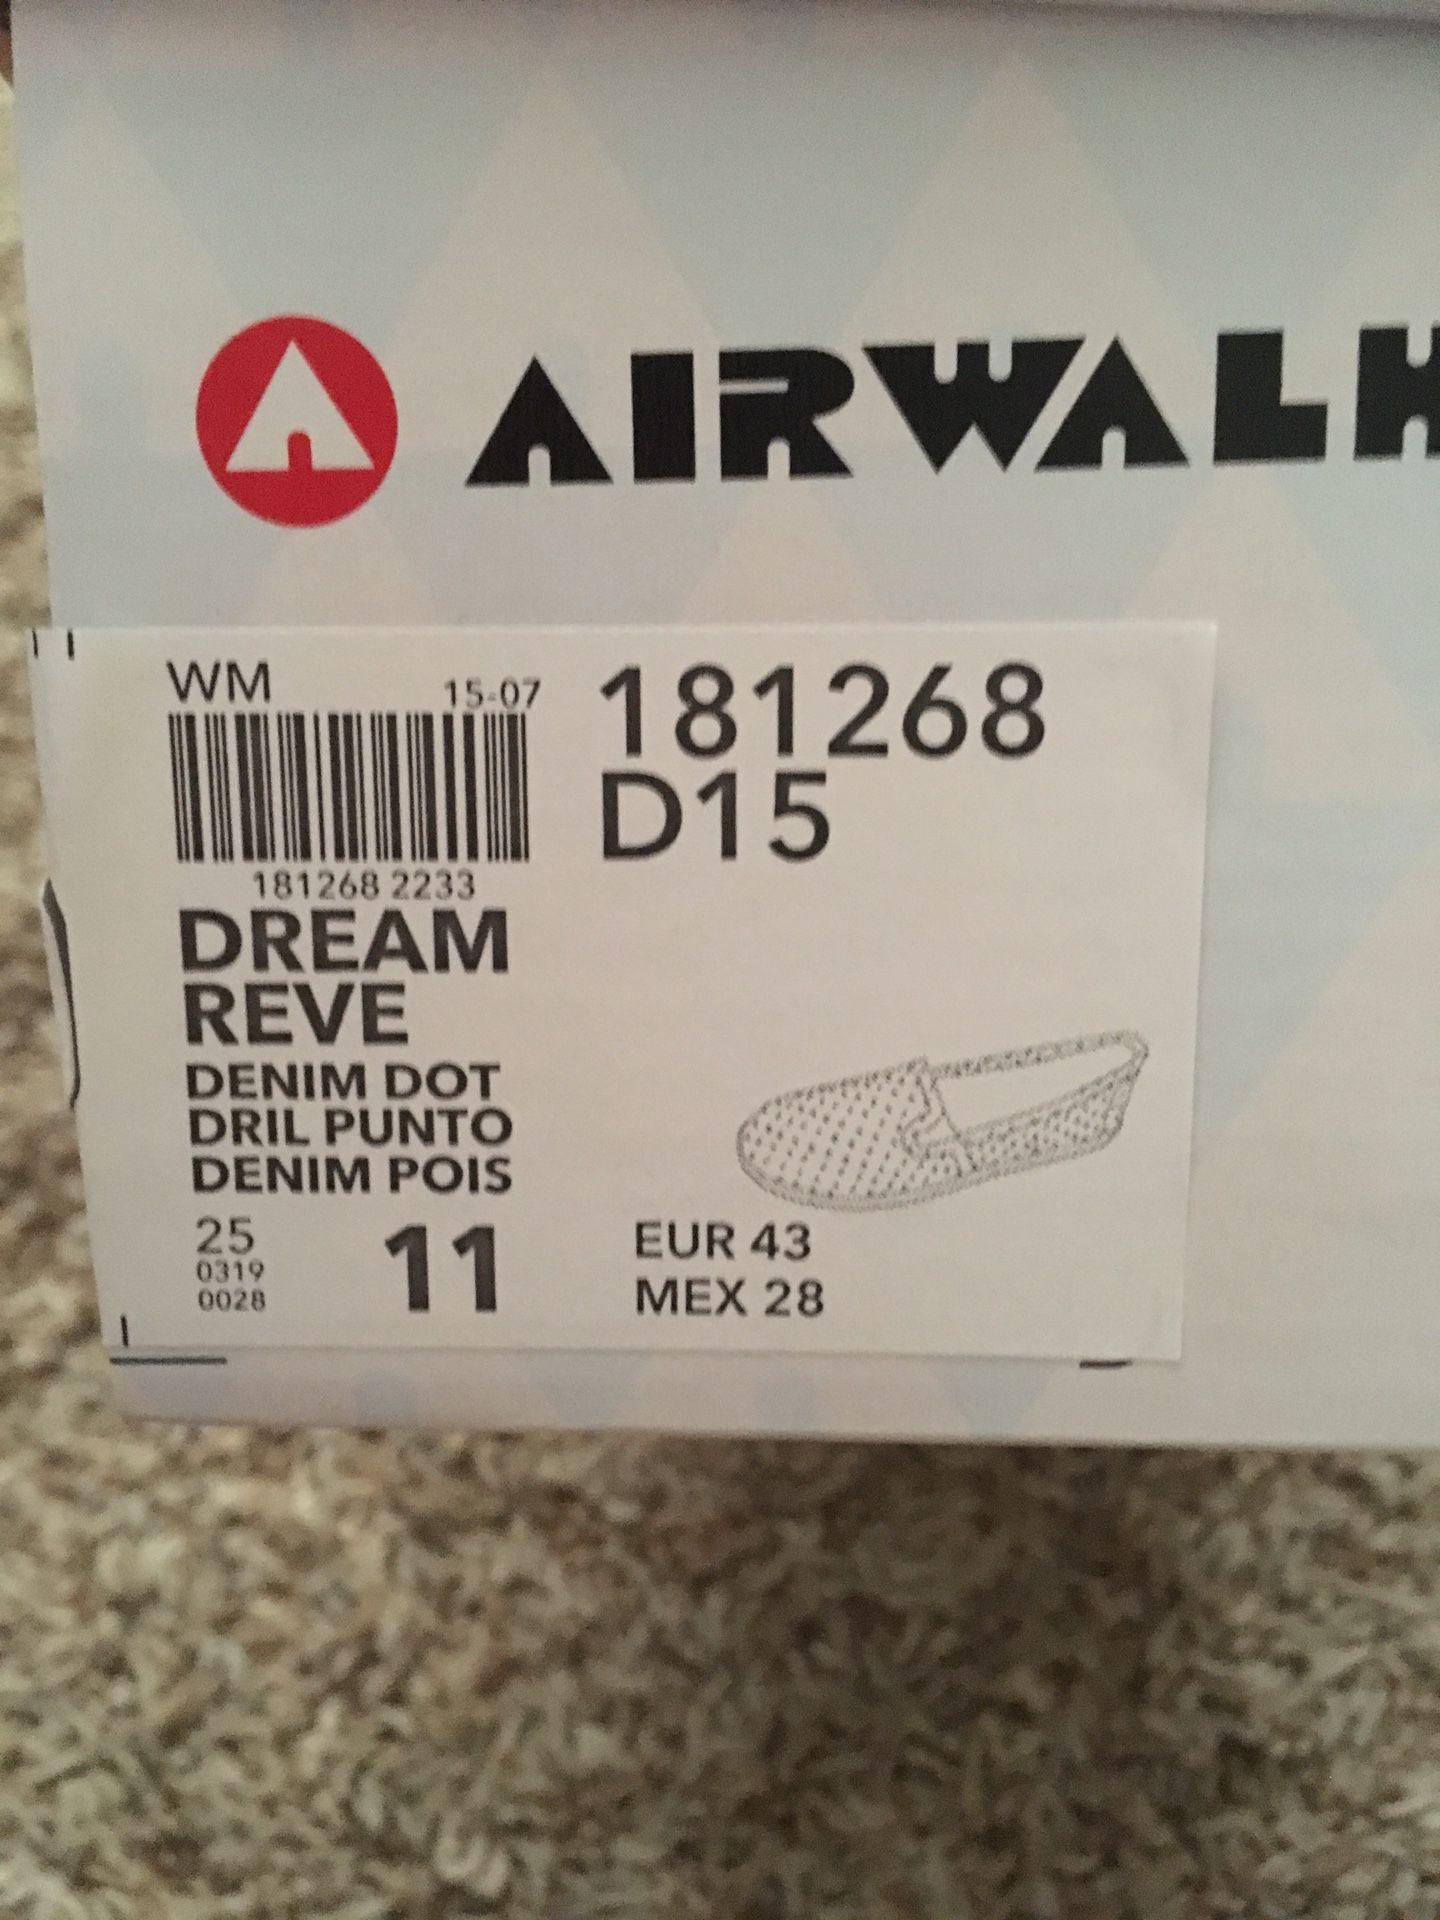 AIRWALK
WM 15-07
181268
D15
181268 2233
DREAM
REVE
DENIM DOT
DRIL PUNTO
DENIM POIS
25
0319
0028
11
EUR 43
MEX 28